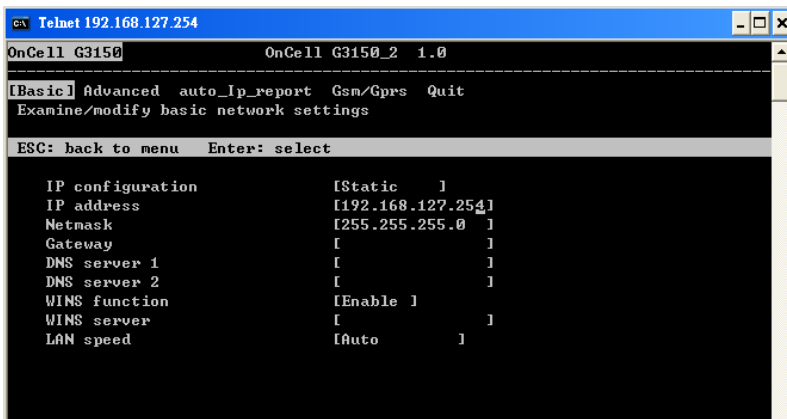 Telnet 192.168.127.254
OnCell G3150 OnCell G3150_2 1.0
[Basic] Advanced auto_Ip_report Gsm/Gprs Quit
Examine/modify basic network settings
ESC: back to menu Enter: select
IP configuration [Static ]
IP address [192.168.127.254]
Netmask [255.255.255.0 ]
Gateway [ ]
DNS server 1 [ ]
DNS server 2 [ ]
WINS function [Enable ]
WINS server [ ]
LAN speed [Auto ]